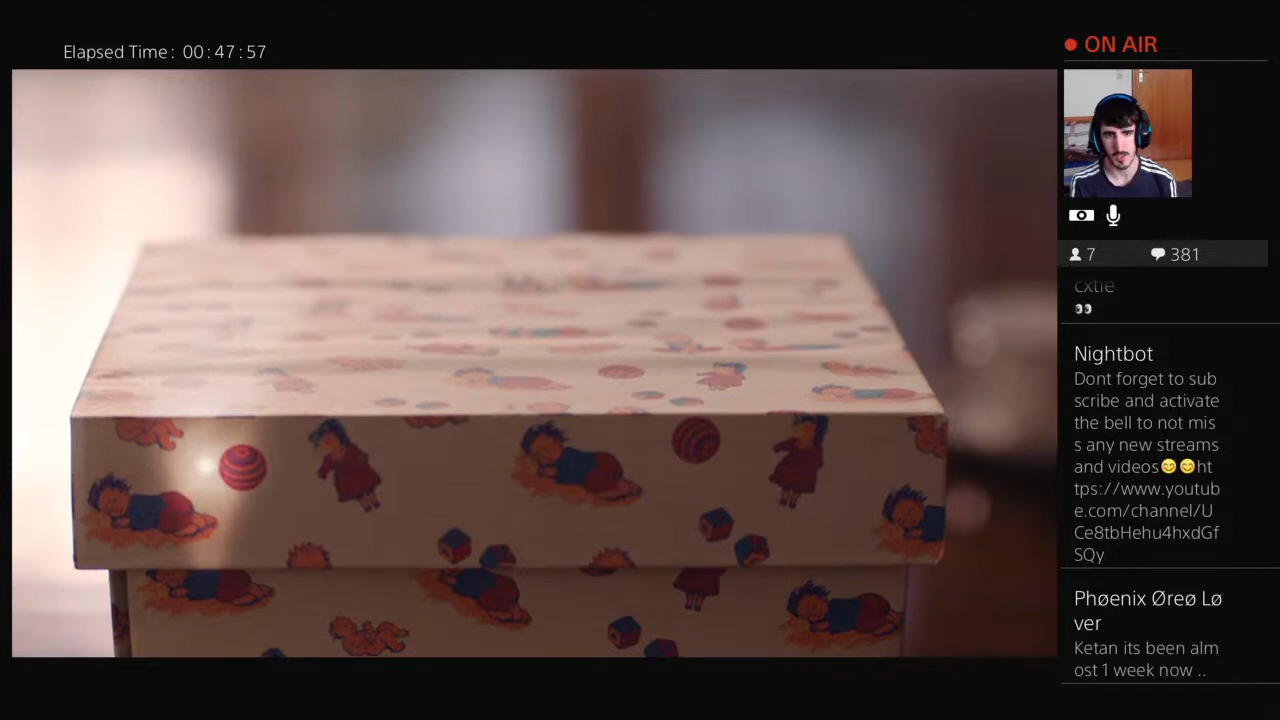 Elapsed Time: 00:47:57
ON AIR
7
381
cxtie
👀
Nightbot
Dont forget to sub
scribe and activate
the bell to not mis
s any new streams
and videos😊😊ht
tps://www.youtub
e.com/channel/U
Ce8tbHehu4hxdGf
SQy
Phøenix Øreø Lø
ver
Ketan its been alm
ost 1 week now ..